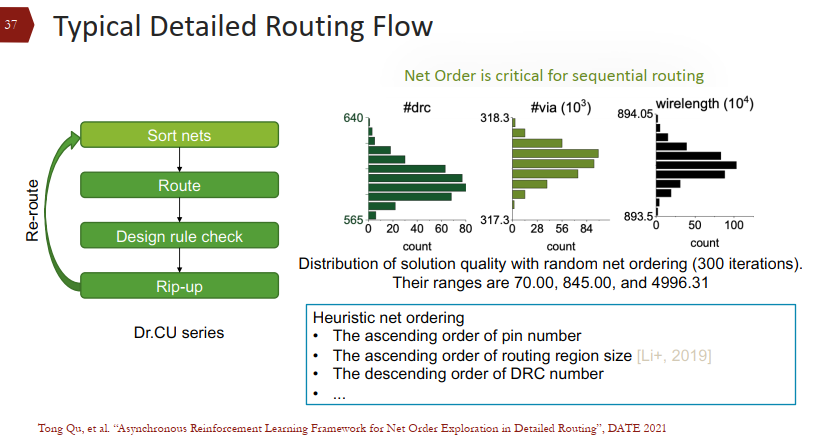 37
Typical Detailed Routing Flow
Net Order is critical for sequential routing
Sort nets
Route
Design rule check
Rip-up
Re-route
Dr.CU series
#drc
640
565
0 20 40 60 80
count
#via (10³)
318.3
317.3
0 28 56 84
count
wirelength (10⁴)
894.05
893.5
0 50 100
count
Distribution of solution quality with random net ordering (300 iterations).
Their ranges are 70.00, 845.00, and 4996.31
Heuristic net ordering
• The ascending order of pin number
• The ascending order of routing region size [Li+, 2019]
• The descending order of DRC number
• ...
Tong Qu, et al. “Asynchronous Reinforcement Learning Framework for Net Order Exploration in Detailed Routing”, DATE 2021